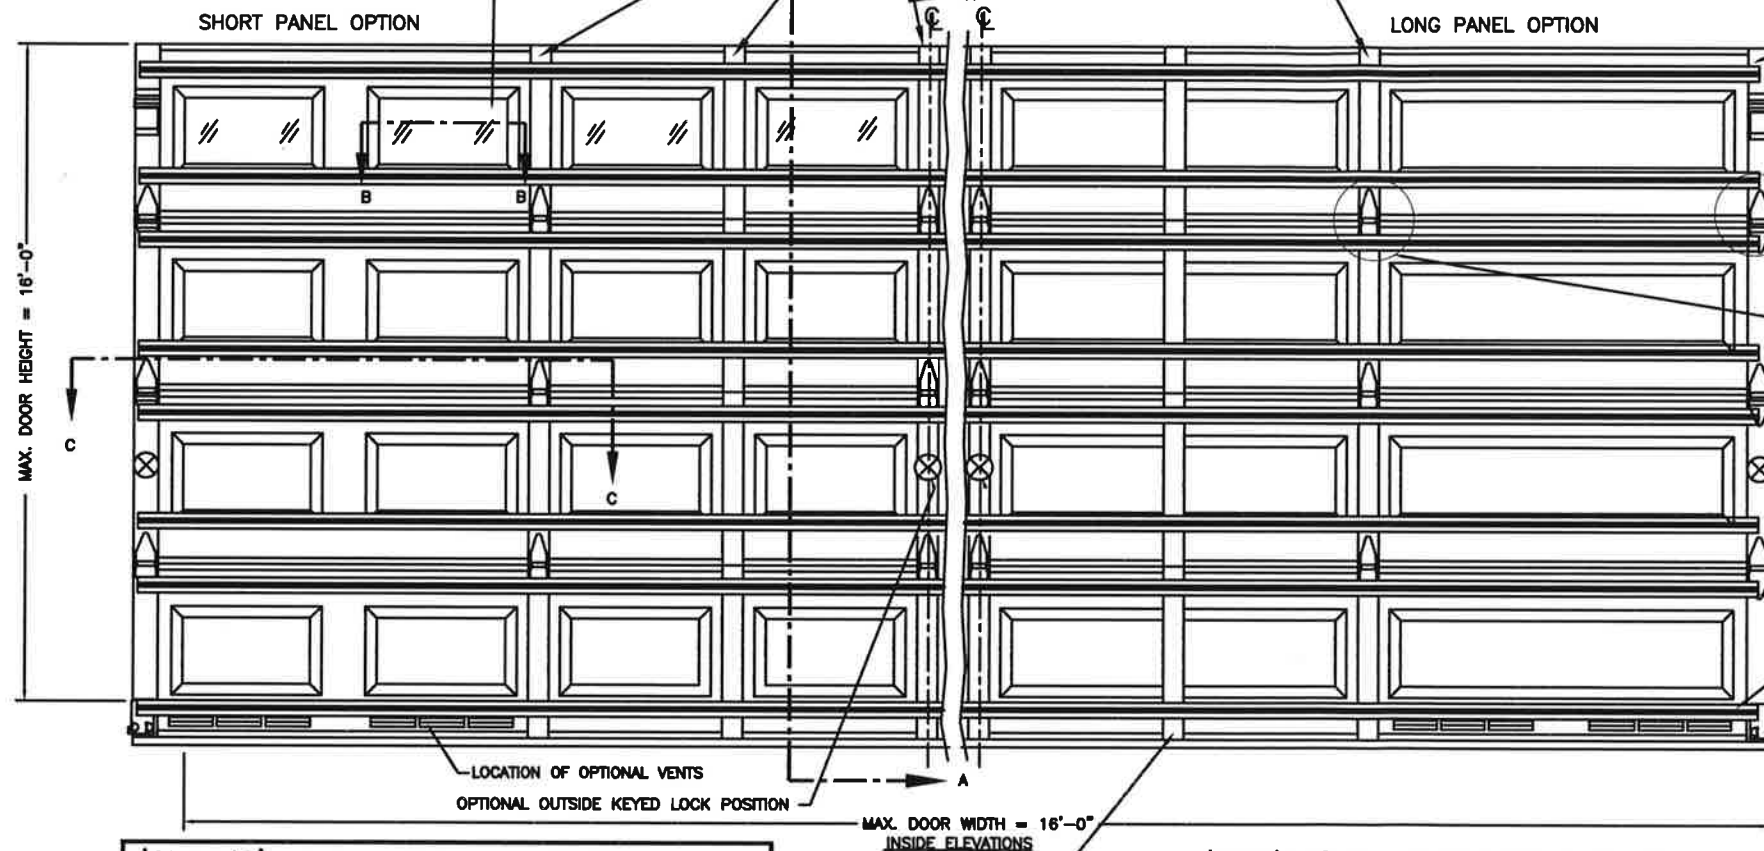 SHORT PANEL OPTION
LONG PANEL OPTION
℄ ℄
B B
MAX. DOOR HEIGHT = 16'-0"
C
C
LOCATION OF OPTIONAL VENTS
A
OPTIONAL OUTSIDE KEYED LOCK POSITION
MAX. DOOR WIDTH = 16'-0"
INSIDE ELEVATIONS